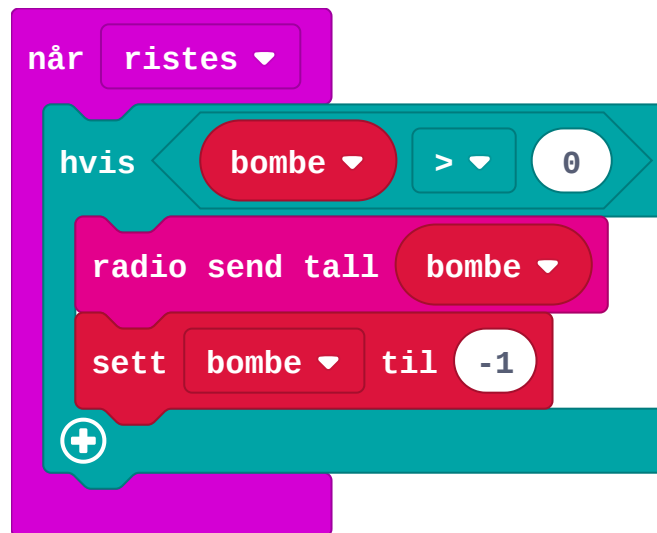 når ristes
hvis bombe > 0
radio send tall bombe
sett bombe til -1